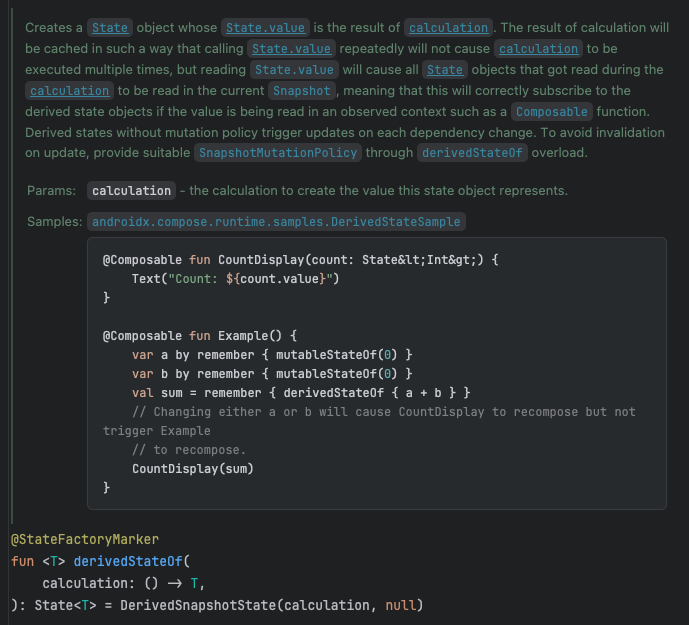 Creates a State object whose State.value is the result of calculation. The result of calculation will
be cached in such a way that calling State.value repeatedly will not cause calculation to be
executed multiple times, but reading State.value will cause all State objects that got read during the
calculation to be read in the current Snapshot, meaning that this will correctly subscribe to the
derived state objects if the value is being read in an observed context such as a Composable function.
Derived states without mutation policy trigger updates on each dependency change. To avoid invalidation
on update, provide suitable SnapshotMutationPolicy through derivedStateOf overload.
Params: calculation - the calculation to create the value this state object represents.
Samples: androidx.compose.runtime.samples.DerivedStateSample
@Composable fun CountDisplay(count: State&lt;Int&gt;) {
    Text("Count: ${count.value}")
}

@Composable fun Example() {
    var a by remember { mutableStateOf(0) }
    var b by remember { mutableStateOf(0) }
    val sum = remember { derivedStateOf { a + b } }
    // Changing either a or b will cause CountDisplay to recompose but not
trigger Example
    // to recompose.
    CountDisplay(sum)
}
@StateFactoryMarker
fun <T> derivedStateOf(
    calculation: () -> T,
): State<T> = DerivedSnapshotState(calculation, null)